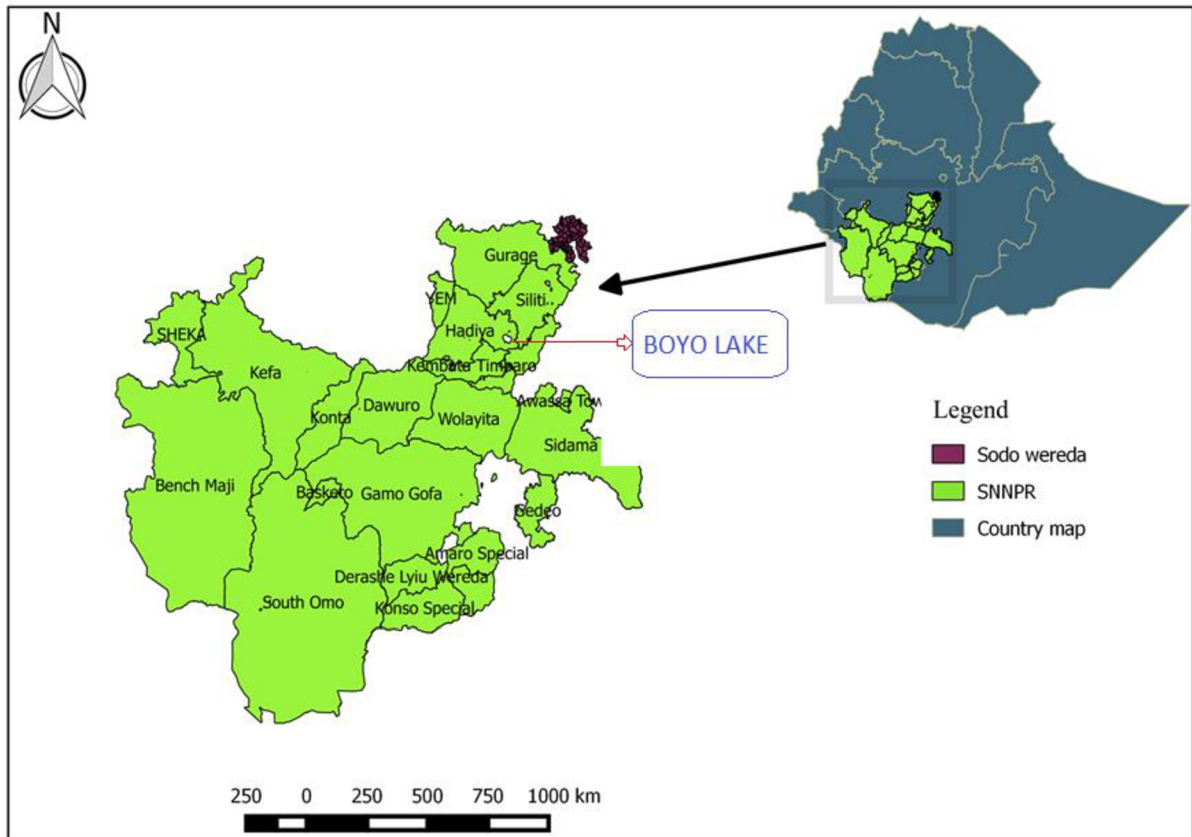 N
Gurage
YEM
Siliti..
Hadiya
BOYO LAKE
SHEKA
Kefa
Kembata Timbaro
Konta
Dawuro
Wolayita
Awassa Tow
Sidama
Bench Maji
Basketo
Gamo Gofa
Gedeo
Amaro Special
Derashe Lyiu Wereda
South Omo
Konso Special
Legend
Sodo wereda
SNNPR
Country map
250 0 250 500 750 1000 km